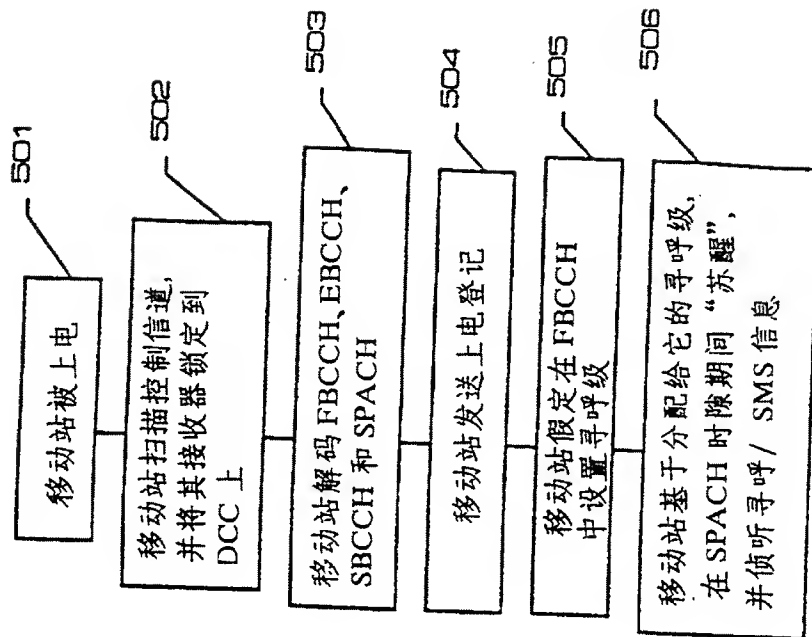 501
移动站被上电
502
移动站扫描控制信道,
并将其接收器锁定到
DCC 上
503
移动站解码 FBCCH、EBCCH、
SBCCH 和 SPACH
504
移动站发送上电登记
505
移动站假定在 FBCCH
中设置寻呼级
506
移动站基于分配给它的寻呼级,
在 SPACH 时隙期间“苏醒”,
并侦听寻呼/ SMS 信息